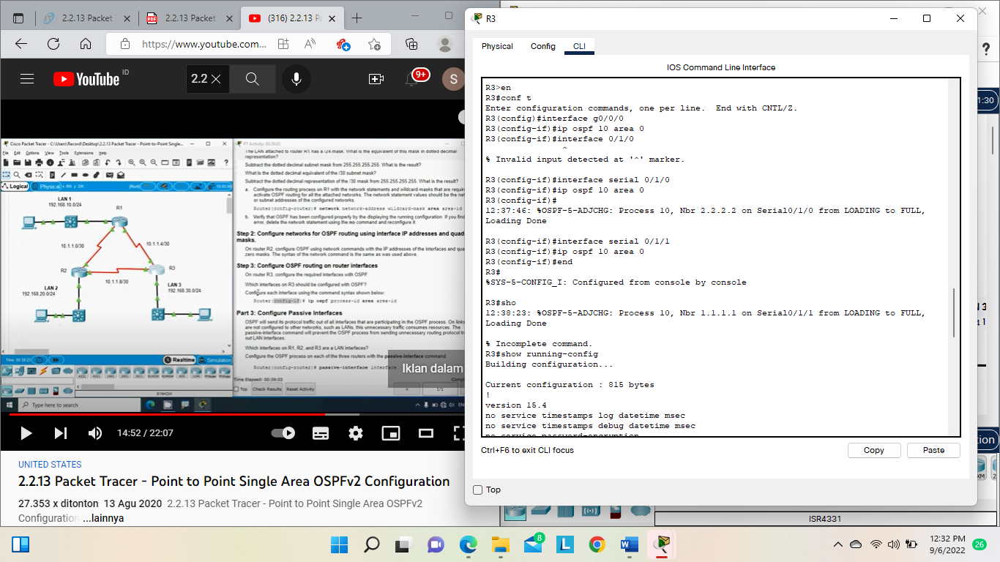 2.2.13 Packet
2.2.13 Packet
(316) 2.2.13 P
https://www.youtube.com...
YouTube
ID
2.2
9+
S
Cisco Packet Tracer - C:\Users\Record\Desktop\2.2.13 Packet Tracer - Point-to-Point Single...
File Edit Options View Tools Extensions Help
Logical
Physical
LAN 1
192.168.10.0/24
R1
10.1.1.0/30
10.1.1.4/30
R2
R3
10.1.1.8/30
LAN 2
192.168.20.0/24
LAN 3
192.168.30.0/24
Realtime
Simulation
The LAN attached to router R1 has a /24 mask. What is the equivalent of this mask in dotted decimal
representation?
Subtract the dotted decimal subnet mask from 255.255.255.255. What is the result?
What is the dotted decimal equivalent of the /30 subnet mask?
Subtract the dotted decimal representation of the /30 mask from 255.255.255.255. What is the result?
a. Configure the routing process on R1 with the network statements and wildcard masks that are requir
activate OSPF routing for all the attached networks. The network statement values should be the net
or subnet addresses of the configured networks.
Router(config-router)# network network-address wildcard-mask area area-id
b. Verify that OSPF has been configured properly by the displaying the running configuration. If you find
error, delete the network statement using the no command and reconfigure it.
Step 2: Configure networks for OSPF routing using interface IP addresses and quad
masks.
On router R2, configure OSPF using network commands with the IP addresses of the interfaces and qua
zero masks. The syntax of the network command is the same as was used above.
Step 3: Configure OSPF routing on router interfaces
On router R3, configure the required interfaces with OSPF.
Which interfaces on R3 should be configured with OSPF?
Configure each interface using the command syntax shown below:
Router(config-if)# ip ospf process-id area area-id
Part 3: Configure Passive Interfaces
OSPF will send its protocol traffic out of all interfaces that are participating in the OSPF process. On links
are not configured to other networks, such as LANs, this unnecessary traffic consumes resources. The
passive-interface command will prevent the OSPF process from sending unnecessary routing protocol tr
out LAN interfaces.
Which interfaces on R1, R2, and R3 are LAN interfaces?
Configure the OSPF process on each of the three routers with the passive-interface command.
Router(config-router)# passive-interface interface
Iklan dalam
Time Elapsed: 00:39:03
Top
Check Results
Reset Activity
<
1/1
Type here to search
14:52 / 22:07
UNITED STATES
2.2.13 Packet Tracer - Point to Point Single Area OSPFv2 Configuration
27.353 x ditonton 13 Agu 2020 2.2.13 Packet Tracer - Point to Point Single Area OSPFv2
Configuration ...lainnya
R3
Physical
Config
CLI
IOS Command Line Interface
R3>en
R3#conf t
Enter configuration commands, one per line. End with CNTL/Z.
R3(config)#interface g0/0/0
R3(config-if)#ip ospf 10 area 0
R3(config-if)#interface 0/1/0
^
% Invalid input detected at '^' marker.
R3(config-if)#interface serial 0/1/0
R3(config-if)#ip ospf 10 area 0
R3(config-if)#
12:37:46: %OSPF-5-ADJCHG: Process 10, Nbr 2.2.2.2 on Serial0/1/0 from LOADING to FULL,
Loading Done
R3(config-if)#interface serial 0/1/1
R3(config-if)#ip ospf 10 area 0
R3(config-if)#end
R3#
%SYS-5-CONFIG_I: Configured from console by console
R3#sho
12:38:23: %OSPF-5-ADJCHG: Process 10, Nbr 1.1.1.1 on Serial0/1/1 from LOADING to FULL,
Loading Done
% Incomplete command.
R3#show running-config
Building configuration...
Current configuration : 815 bytes
!
version 15.4
no service timestamps log datetime msec
no service timestamps debug datetime msec
no service password-encryption
Ctrl+F6 to exit CLI focus
Copy
Paste
Top
?
1:30
tion
ISR4331
8
12:32 PM
9/6/2022
26